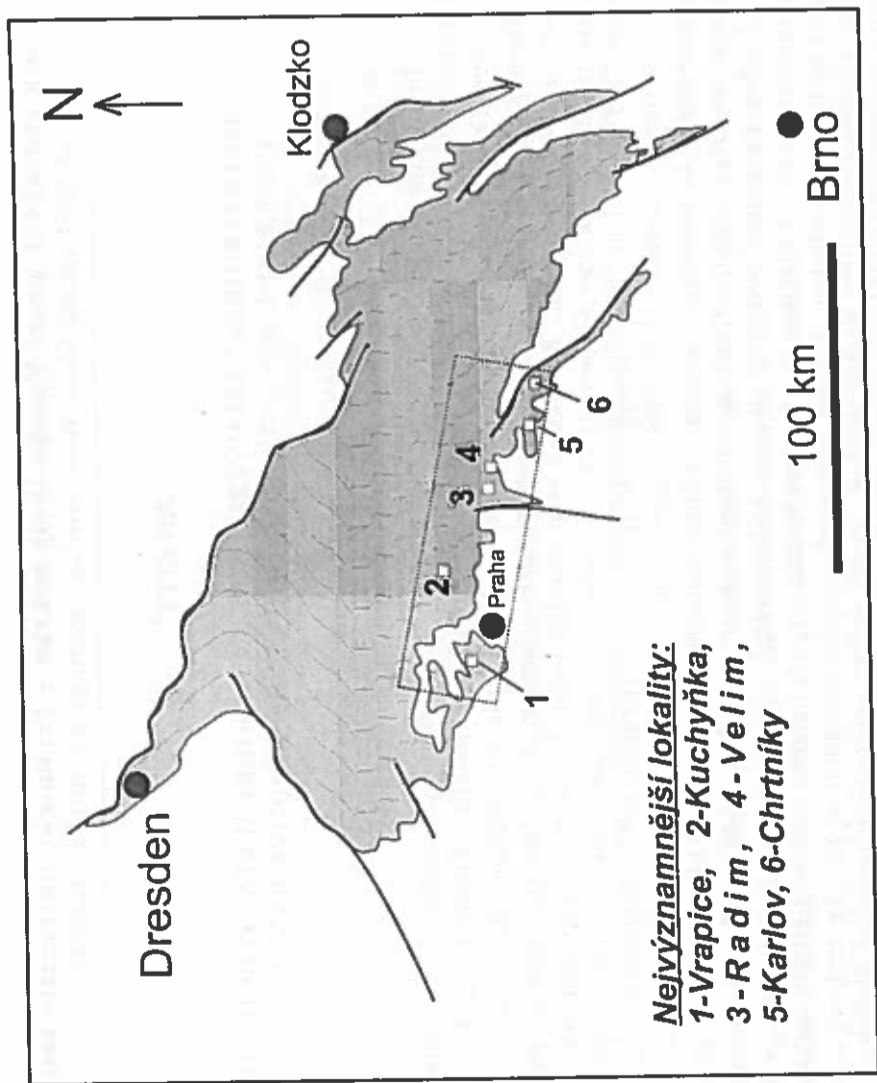 N
Klodzko
Dresden
2
3
4
Praha
1
5
6
Brno
100 km
Nejvýznamnější lokality:
1-Vrapice, 2-Kuchyňka,
3-Radim, 4-Velim,
5-Karlov, 6-Chrtníky